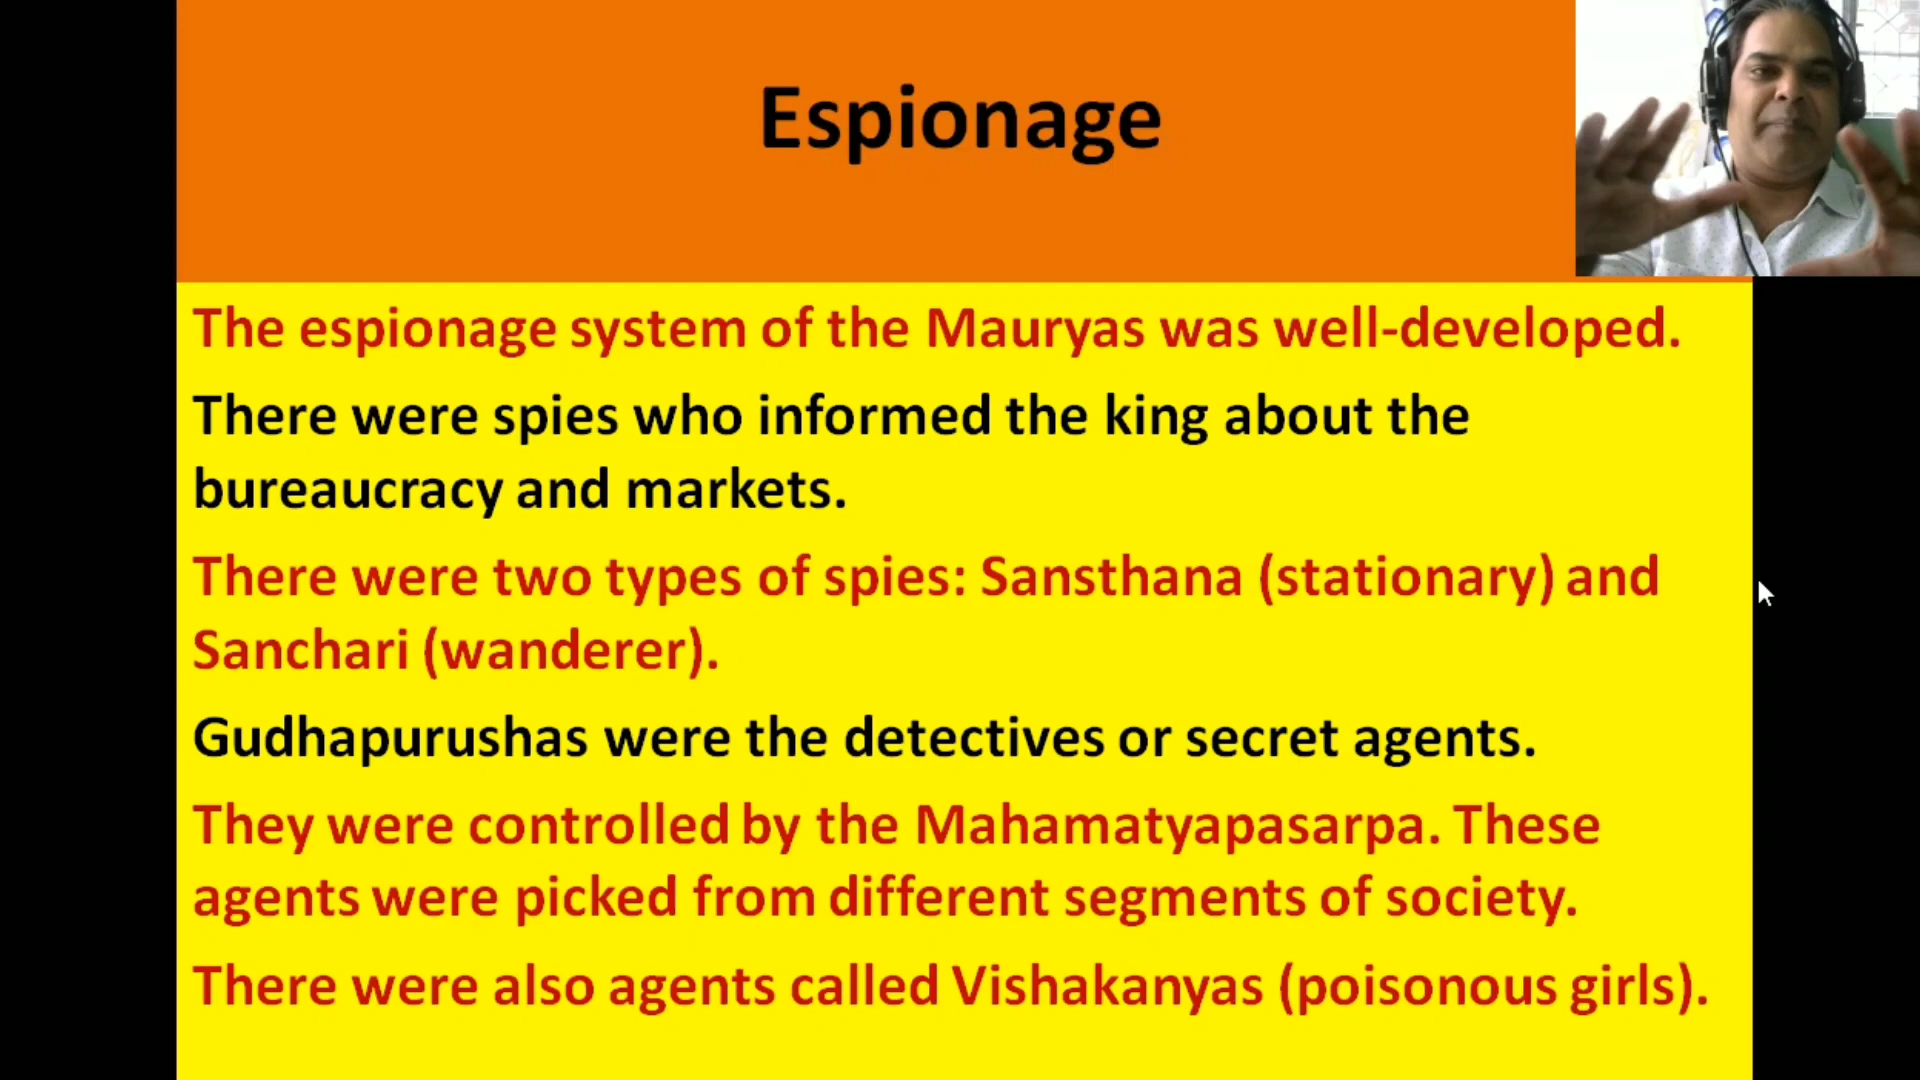 Espionage
The espionage system of the Mauryas was well-developed.
There were spies who informed the king about the
bureaucracy and markets.
There were two types of spies: Sansthana (stationary) and
Sanchari (wanderer).
Gudhapurushas were the detectives or secret agents.
They were controlled by the Mahamatyapasarpa. These
agents were picked from different segments of society.
There were also agents called Vishakanyas (poisonous girls).